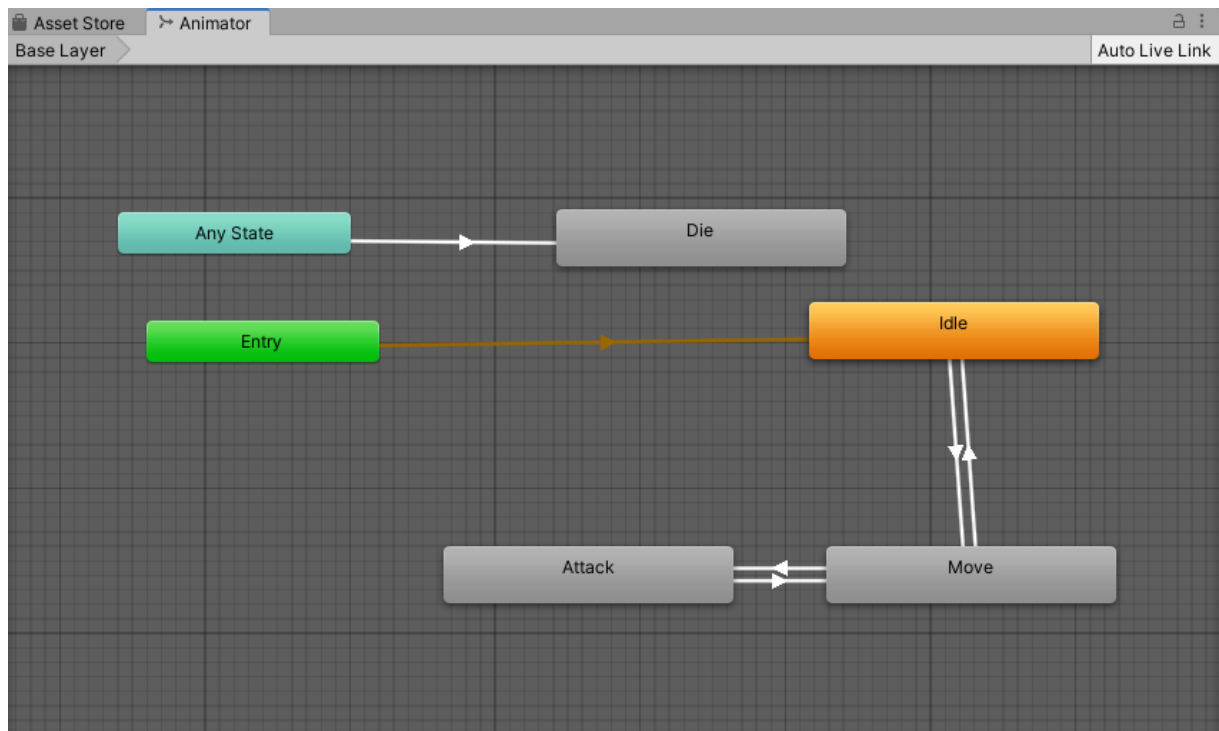 Asset Store
Animator
Base Layer
Auto Live Link
Any State
Die
Entry
Idle
Attack
Move